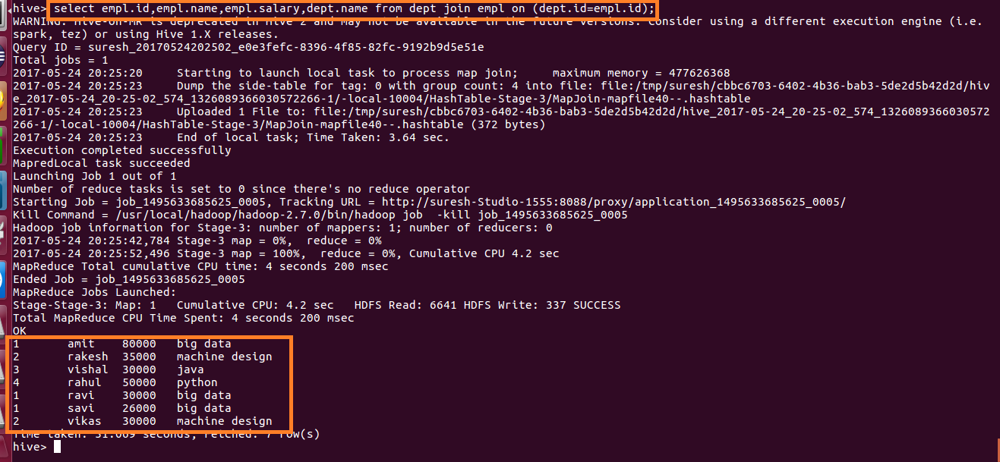 hive> select empl.id,empl.name,empl.salary,dept.name from dept join empl on (dept.id=empl.id);
WARNING: Hive-on-MR is deprecated in Hive 2 and may not be available in the future versions. Consider using a different execution engine (i.e.
spark, tez) or using Hive 1.X releases.
Query ID = suresh_20170524202502_e0e3fefc-8396-4f85-82fc-9192b9d5e51e
Total jobs = 1
2017-05-24 20:25:20 Starting to launch local task to process map join; maximum memory = 477626368
2017-05-24 20:25:23 Dump the side-table for tag: 0 with group count: 4 into file: file:/tmp/suresh/cbbc6703-6402-4b36-bab3-5de2d5b42d2d/hiv
e_2017-05-24_20-25-02_574_1326089366030572266-1/-local-10004/HashTable-Stage-3/MapJoin-mapfile40--.hashtable
2017-05-24 20:25:23 Uploaded 1 File to: file:/tmp/suresh/cbbc6703-6402-4b36-bab3-5de2d5b42d2d/hive_2017-05-24_20-25-02_574_1326089366030572
266-1/-local-10004/HashTable-Stage-3/MapJoin-mapfile40--.hashtable (372 bytes)
2017-05-24 20:25:23 End of local task; Time Taken: 3.64 sec.
Execution completed successfully
MapredLocal task succeeded
Launching Job 1 out of 1
Number of reduce tasks is set to 0 since there's no reduce operator
Starting Job = job_1495633685625_0005, Tracking URL = http://suresh-Studio-1555:8088/proxy/application_1495633685625_0005/
Kill Command = /usr/local/hadoop/hadoop-2.7.0/bin/hadoop job -kill job_1495633685625_0005
Hadoop job information for Stage-3: number of mappers: 1; number of reducers: 0
2017-05-24 20:25:42,784 Stage-3 map = 0%, reduce = 0%
2017-05-24 20:25:52,496 Stage-3 map = 100%, reduce = 0%, Cumulative CPU 4.2 sec
MapReduce Total cumulative CPU time: 4 seconds 200 msec
Ended Job = job_1495633685625_0005
MapReduce Jobs Launched:
Stage-Stage-3: Map: 1 Cumulative CPU: 4.2 sec HDFS Read: 6641 HDFS Write: 337 SUCCESS
Total MapReduce CPU Time Spent: 4 seconds 200 msec
OK
1 amit 80000 big data
2 rakesh 35000 machine design
3 vishal 30000 java
4 rahul 50000 python
1 ravi 30000 big data
1 savi 26000 big data
2 vikas 30000 machine design
Time taken: 51.069 seconds, Fetched: 7 row(s)
hive>